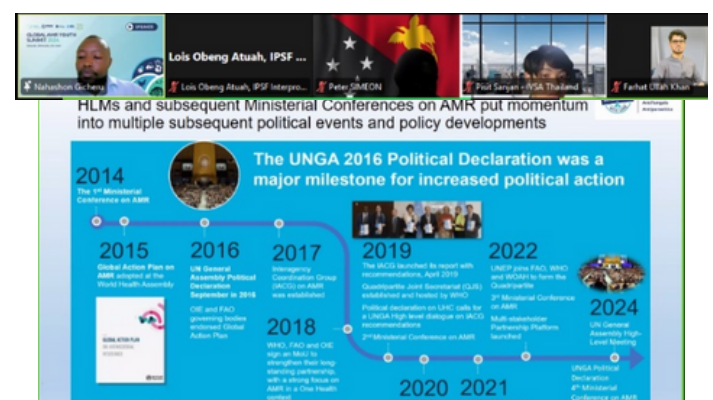 GLOBAL AMR YOUTH
SUMMIT
Nahashon Gicheru
Lois Obeng Atuah, IPSF ...
Lois Obeng Atuah, IPSF Interpro...
Peter SIMEON
Pisit Sanjan - IVSA Thailand
Farhat Ullah Khan
HLMs and subsequent Ministerial Conferences on AMR put momentum
into multiple subsequent political events and policy developments
The UNGA 2016 Political Declaration was a
major milestone for increased political action
2014
The 1st Ministerial
Conference on AMR
2015
Global Action Plan on
AMR adopted at the
World Health Assembly
GLOBAL ACTION PLAN
ON ANTIMICROBIAL
RESISTANCE
2016
UN General
Assembly Political
Declaration
September in 2016
OIE and FAO
governing bodies
endorsed Global
Action Plan
2017
Interagency
Coordination Group
(IACG) on AMR
was established
2018
WHO, FAO and OIE
sign an MoU to
strengthen their long-
standing partnership,
with a strong focus on
AMR in a One Health
context
2019
The IACG launched its report with
recommendations, April 2019
Quadripartite Joint Secretariat (QJS)
established and hosted by WHO
Political declaration on UHC calls for
a UNGA High level dialogue on IACG
recommendations
2nd Ministerial Conference on AMR
2020
2021
2022
UNEP joins FAO, WHO
and WOAH to form the
Quadripartite
3rd Ministerial Conference
on AMR
Multi-stakeholder
Partnership Platform
launched
2024
UN General
Assembly High-
Level Meeting
UNGA Political
Declaration
4th Ministerial
Conference on AMR